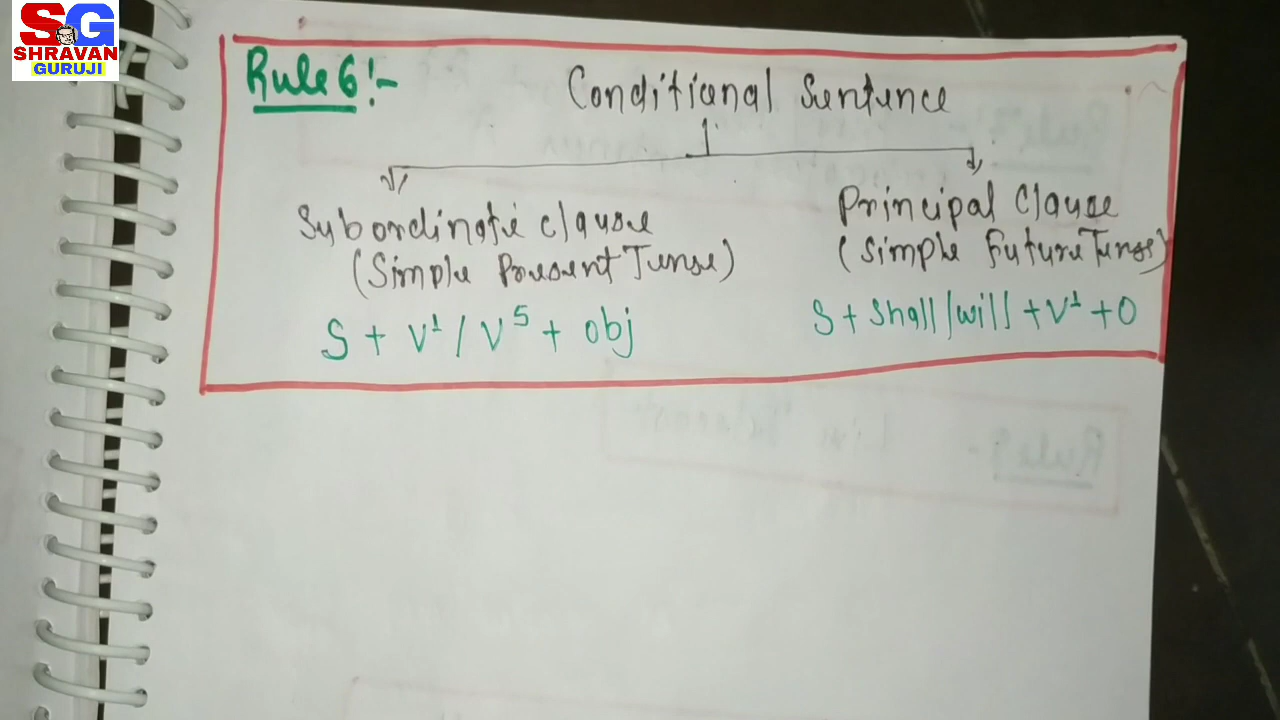 SG
SHRAVAN
GURUJI
Rule 6:-
Conditional Sentence
Subordinate clause
(Simple Present Tense)
S + V¹ / V⁵ + obj
Principal Clause
(Simple Future Tense)
S + Shall/will + V¹ + O